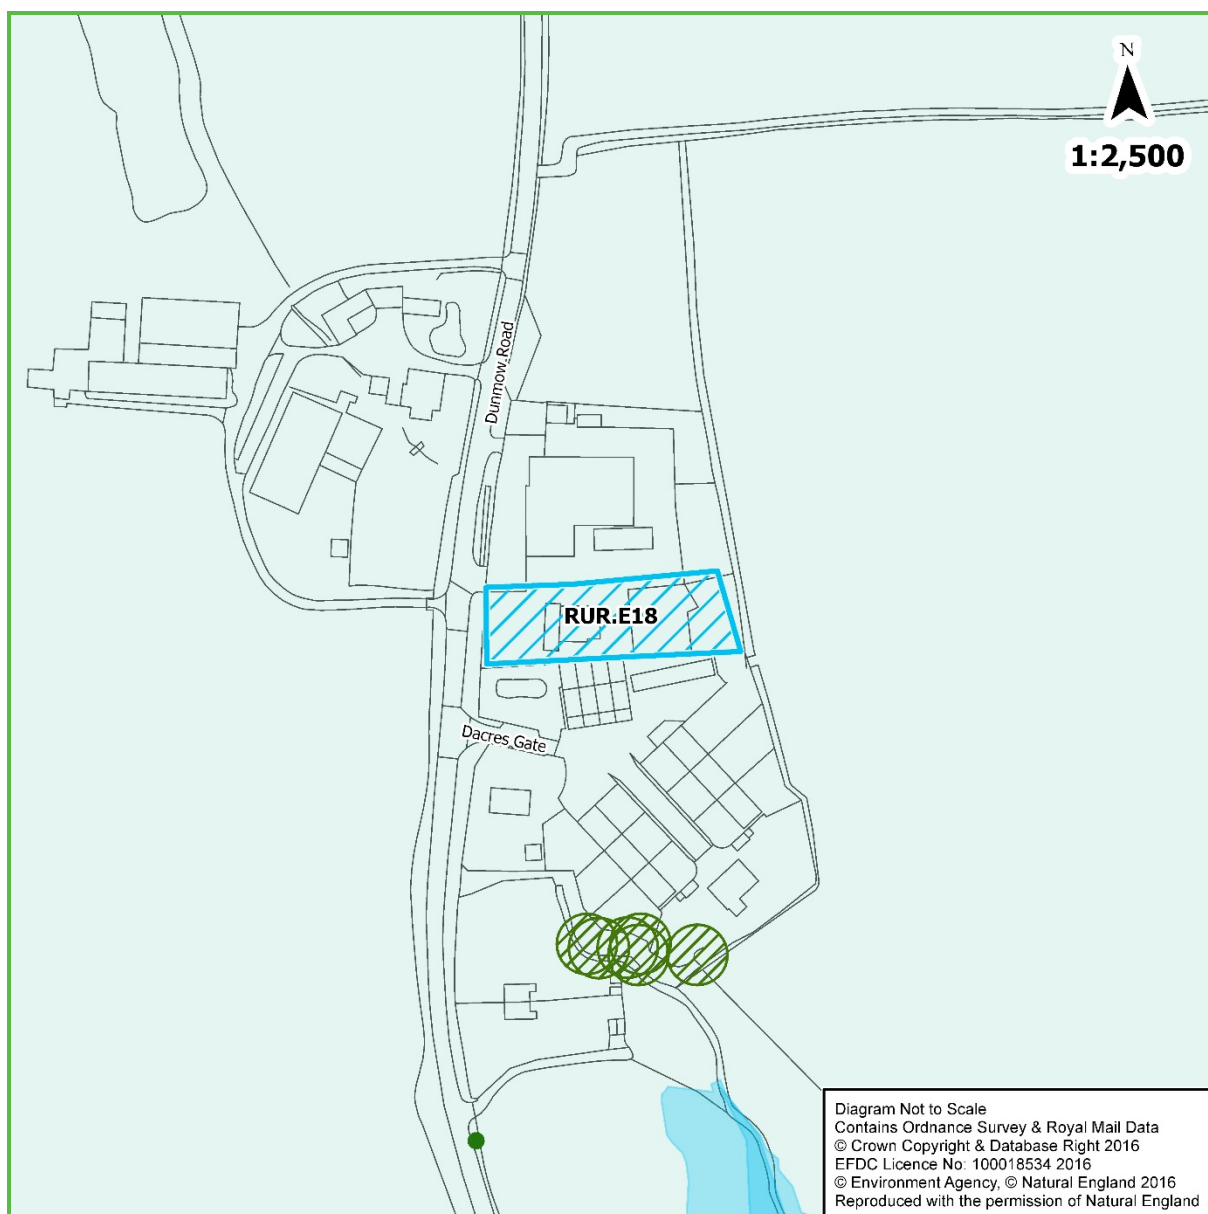 N
1:2,500
Dunmow Road
RUR.E18
Dacres Gate
Diagram Not to Scale
Contains Ordnance Survey & Royal Mail Data
© Crown Copyright & Database Right 2016
EFDC Licence No: 100018534 2016
© Environment Agency, © Natural England 2016
Reproduced with the permission of Natural England